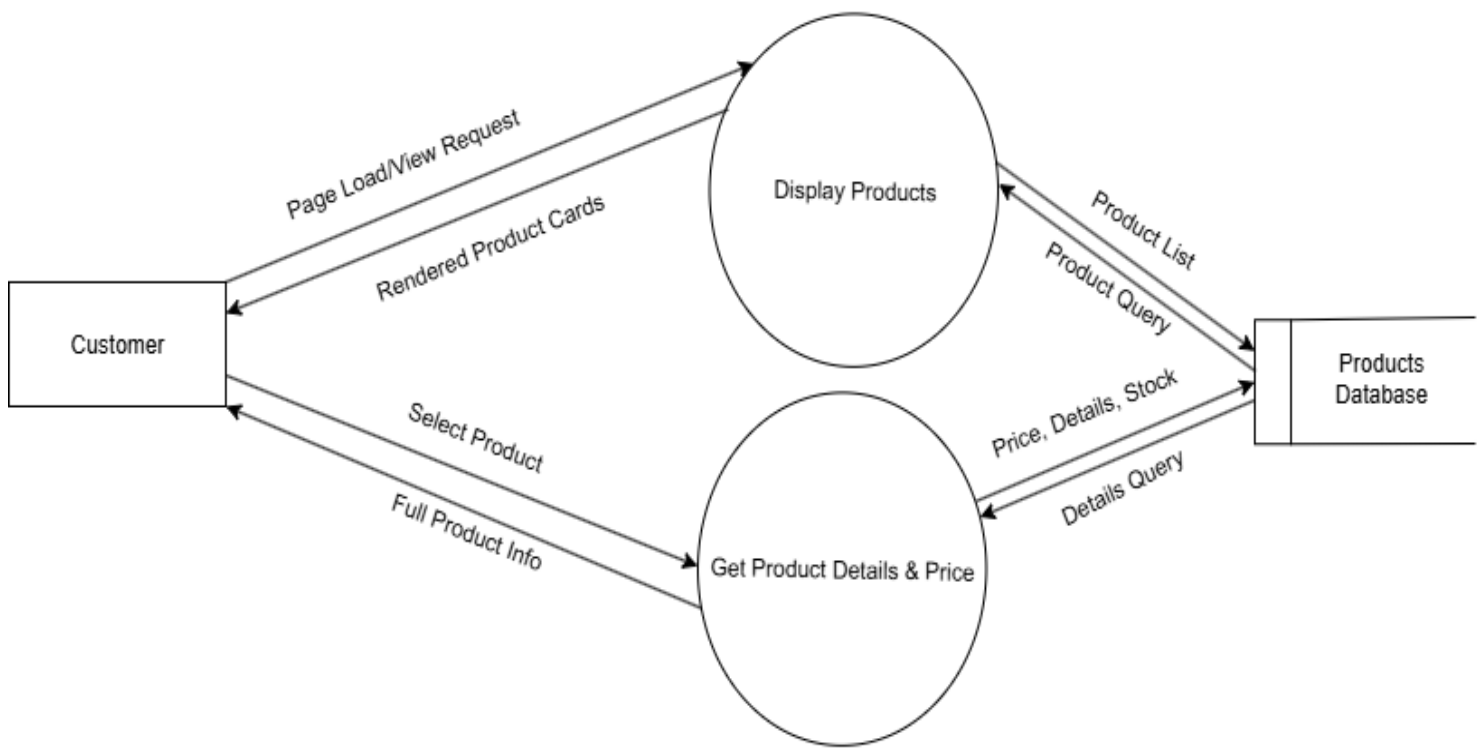 Page Load/View Request
Rendered Product Cards
Display Products
Product List
Product Query
Customer
Products
Database
Select Product
Full Product Info
Price, Details, Stock
Details Query
Get Product Details & Price